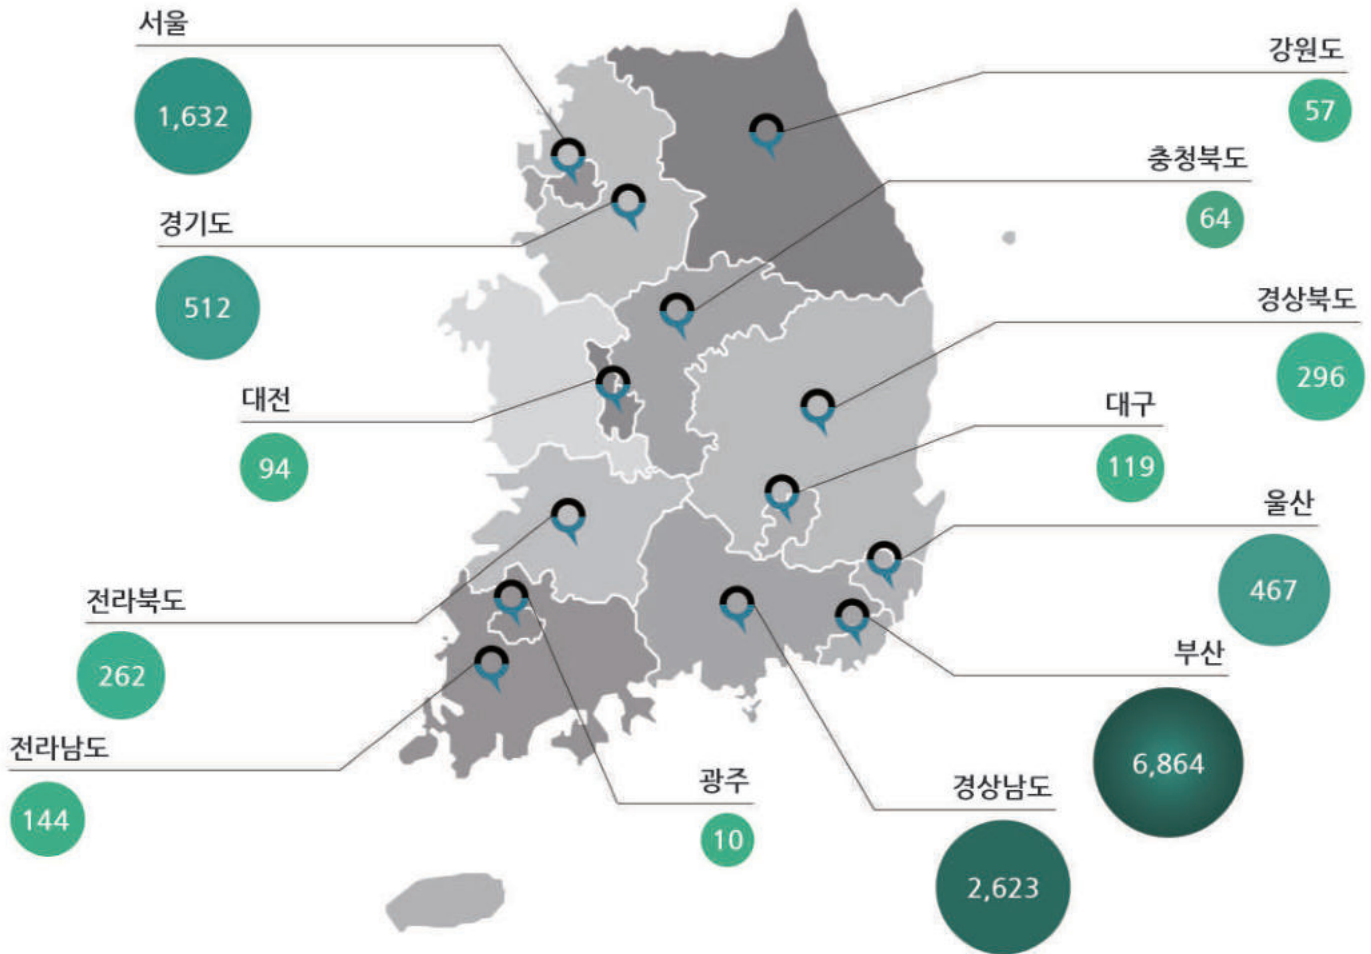 서울
1,632
강원도
57
충청북도
64
경기도
512
경상북도
296
대전
94
대구
119
울산
467
전라북도
262
부산
6,864
전라남도
144
광주
10
경상남도
2,623